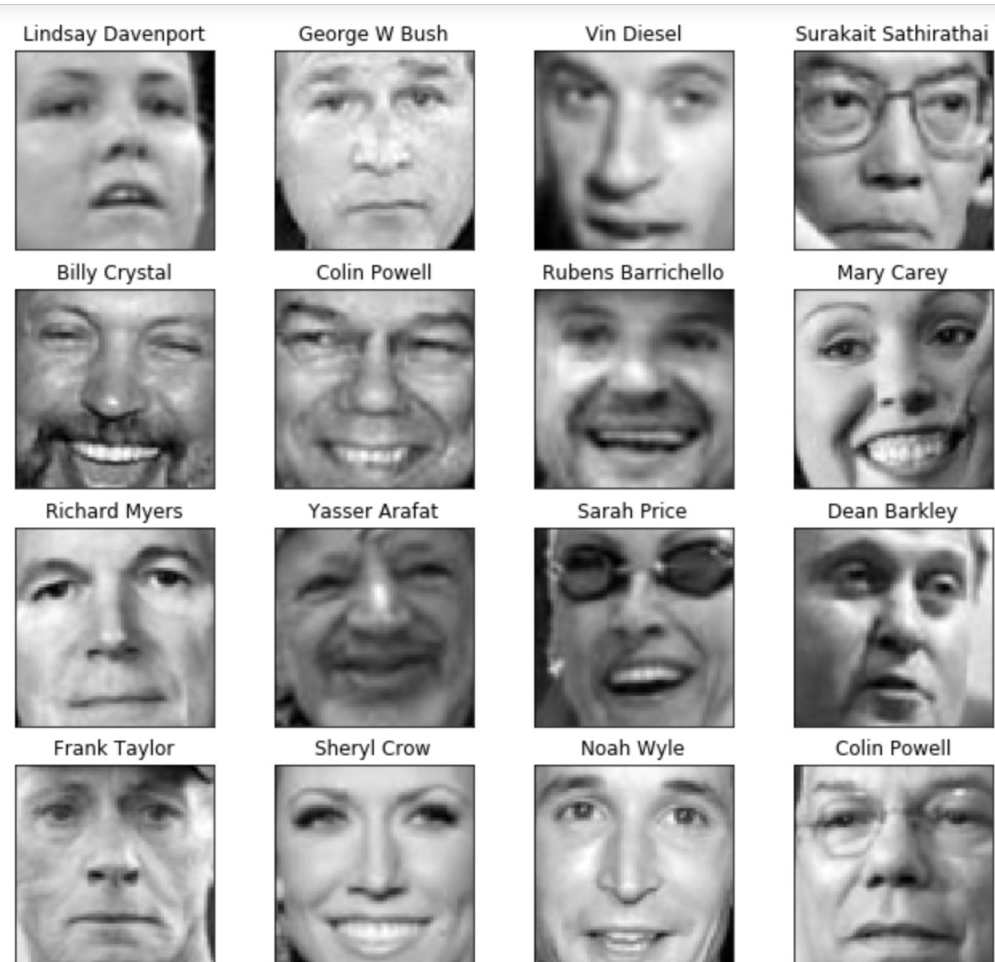 Lindsay Davenport George W Bush Vin Diesel Surakait Sathirathai
Billy Crystal Colin Powell Rubens Barrichello Mary Carey
Richard Myers Yasser Arafat Sarah Price Dean Barkley
Frank Taylor Sheryl Crow Noah Wyle Colin Powell